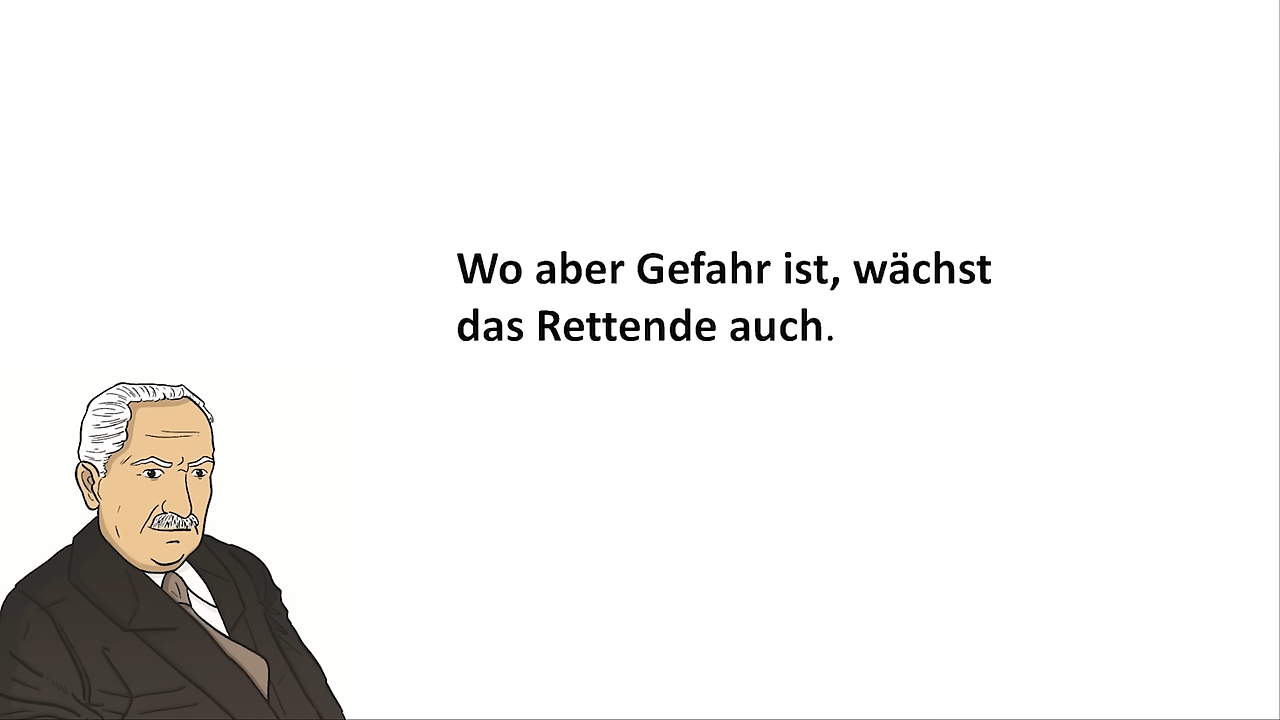 Wo aber Gefahr ist, wächst
das Rettende auch.